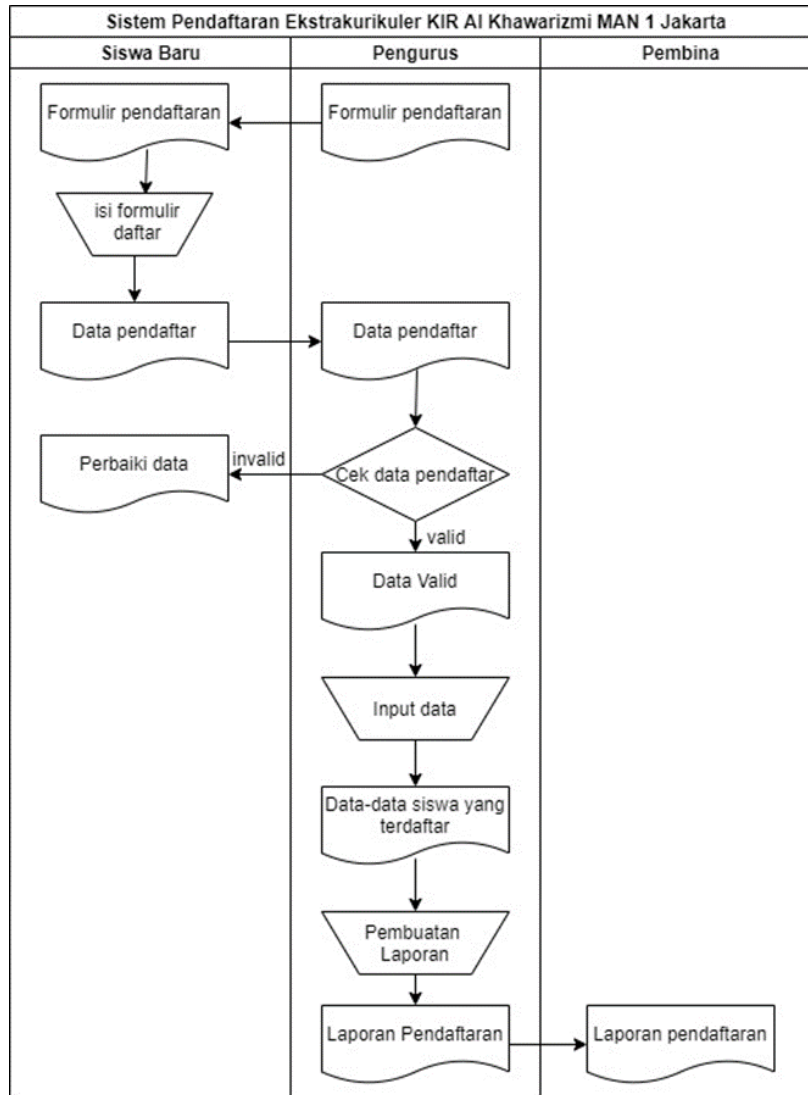 Sistem Pendaftaran Ekstrakurikuler KIR Al Khawarizmi MAN 1 Jakarta
Siswa Baru
Pengurus
Pembina
Formulir pendaftaran
Formulir pendaftaran
isi formulir
daftar
Data pendaftar
Data pendaftar
Perbaiki data
invalid
Cek data pendaftar
valid
Data Valid
Input data
Data-data siswa yang
terdaftar
Pembuatan
Laporan
Laporan Pendaftaran
Laporan pendaftaran